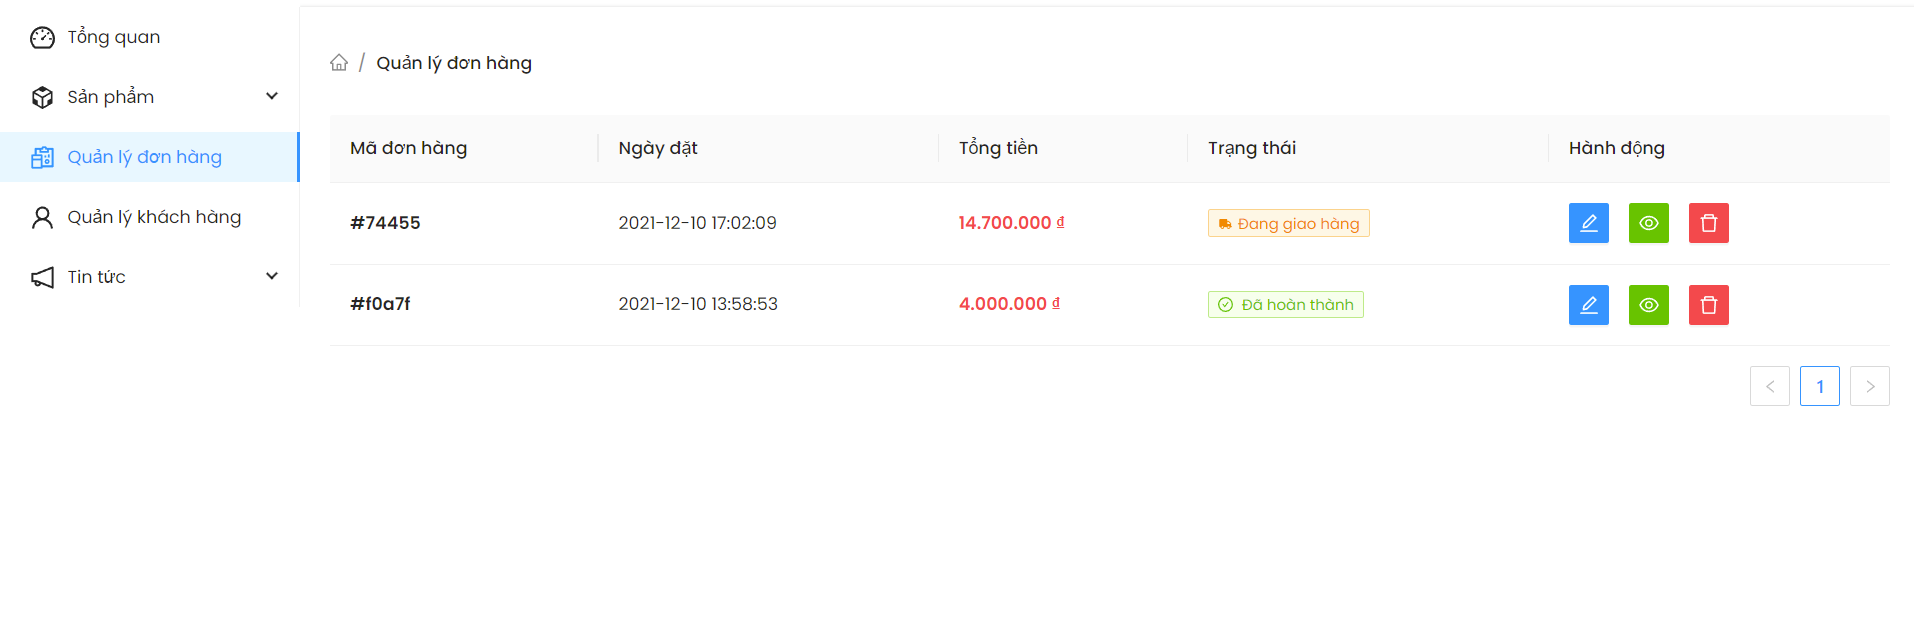 Tổng quan
Sản phẩm
Quản lý đơn hàng
Quản lý khách hàng
Tin tức
/ Quản lý đơn hàng
Mã đơn hàng Ngày đặt Tổng tiền Trạng thái Hành động
#74455 2021-12-10 17:02:09 14.700.000 ₫ Đang giao hàng
#f0a7f 2021-12-10 13:58:53 4.000.000 ₫ Đã hoàn thành
< 1 >